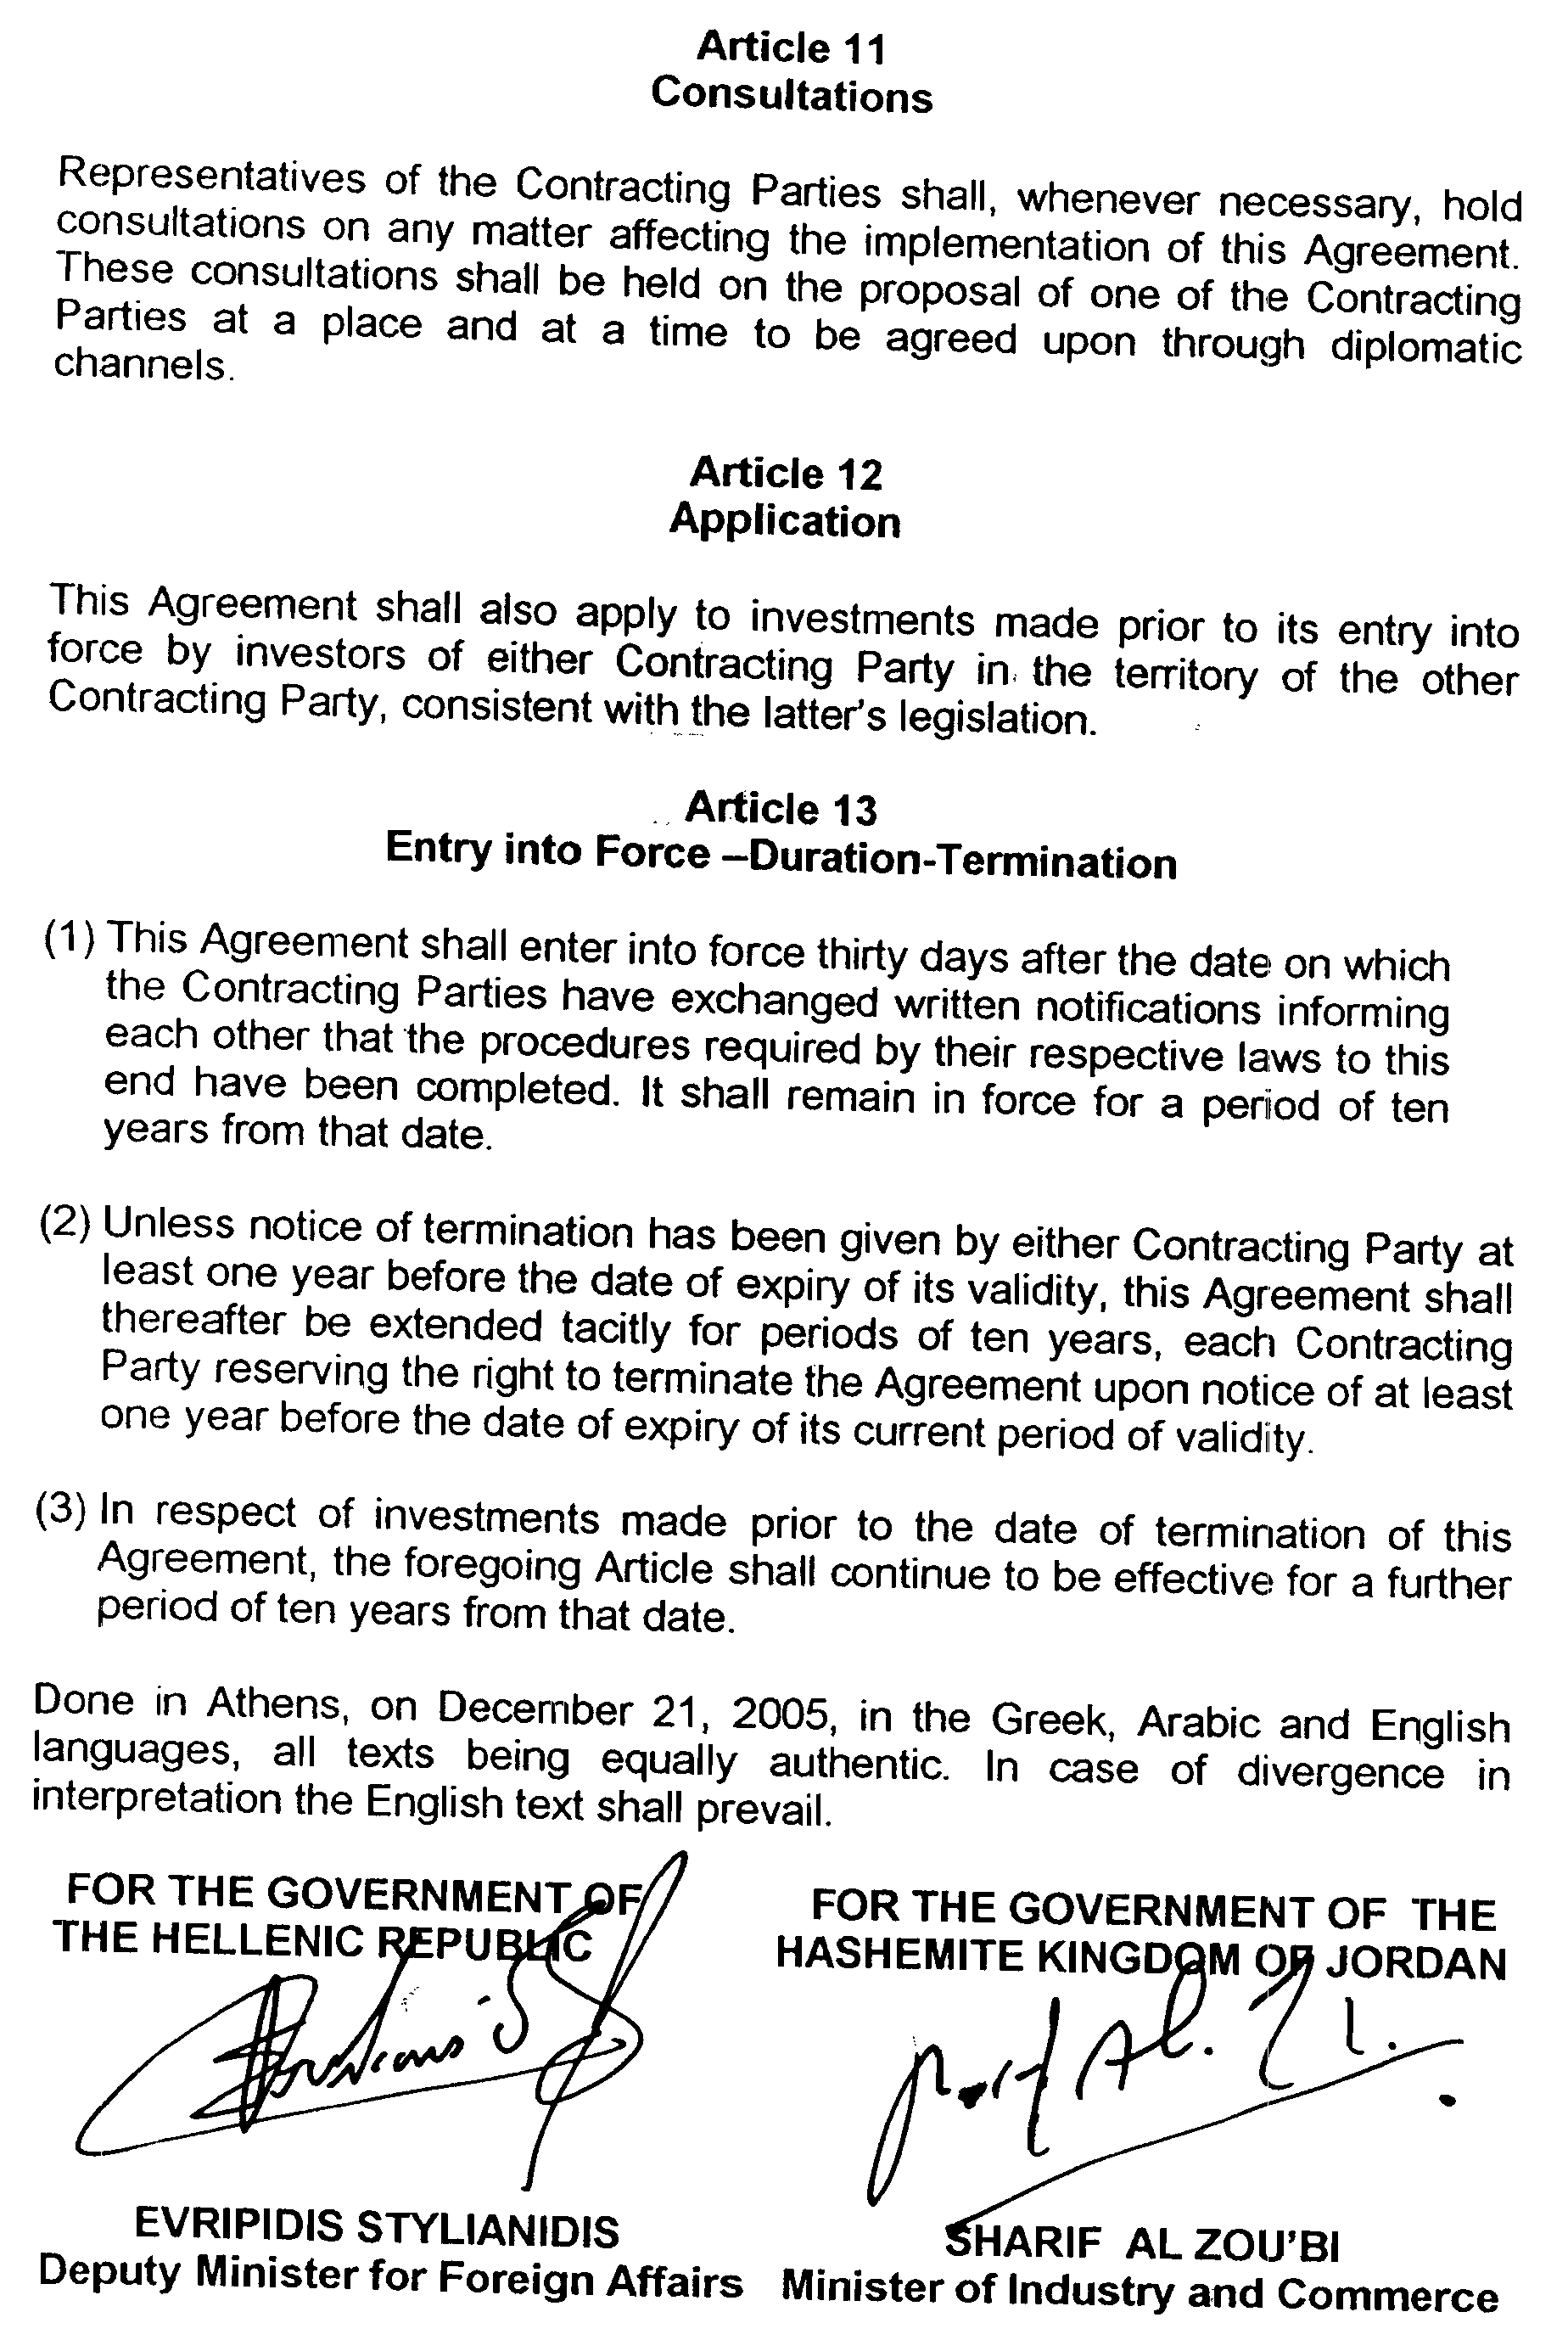 Article 11
Consultations
Representatives of the Contracting Parties shall, whenever necessary, hold
consultations on any matter affecting the implementation of this Agreement.
These consultations shall be held on the proposal of one of the Contracting
Parties at a place and at a time to be agreed upon through diplomatic
channels.
Article 12
Application
This Agreement shall also apply to investments made prior to its entry into
force by investors of either Contracting Party in the territory of the other
Contracting Party, consistent with the latter's legislation.
Article 13
Entry into Force –Duration-Termination
(1) This Agreement shall enter into force thirty days after the date on which
the Contracting Parties have exchanged written notifications informing
each other that the procedures required by their respective laws to this
end have been completed. It shall remain in force for a period of ten
years from that date.
(2) Unless notice of termination has been given by either Contracting Party at
least one year before the date of expiry of its validity, this Agreement shall
thereafter be extended tacitly for periods of ten years, each Contracting
Party reserving the right to terminate the Agreement upon notice of at least
one year before the date of expiry of its current period of validity.
(3) In respect of investments made prior to the date of termination of this
Agreement, the foregoing Article shall continue to be effective for a further
period of ten years from that date.
Done in Athens, on December 21, 2005, in the Greek, Arabic and English
languages, all texts being equally authentic. In case of divergence in
interpretation the English text shall prevail.
FOR THE GOVERNMENT OF
THE HELLENIC REPUBLIC
FOR THE GOVERNMENT OF THE
HASHEMITE KINGDOM OF JORDAN
EVRIPIDIS STYLIANIDIS
Deputy Minister for Foreign Affairs
SHARIF AL ZOU'BI
Minister of Industry and Commerce